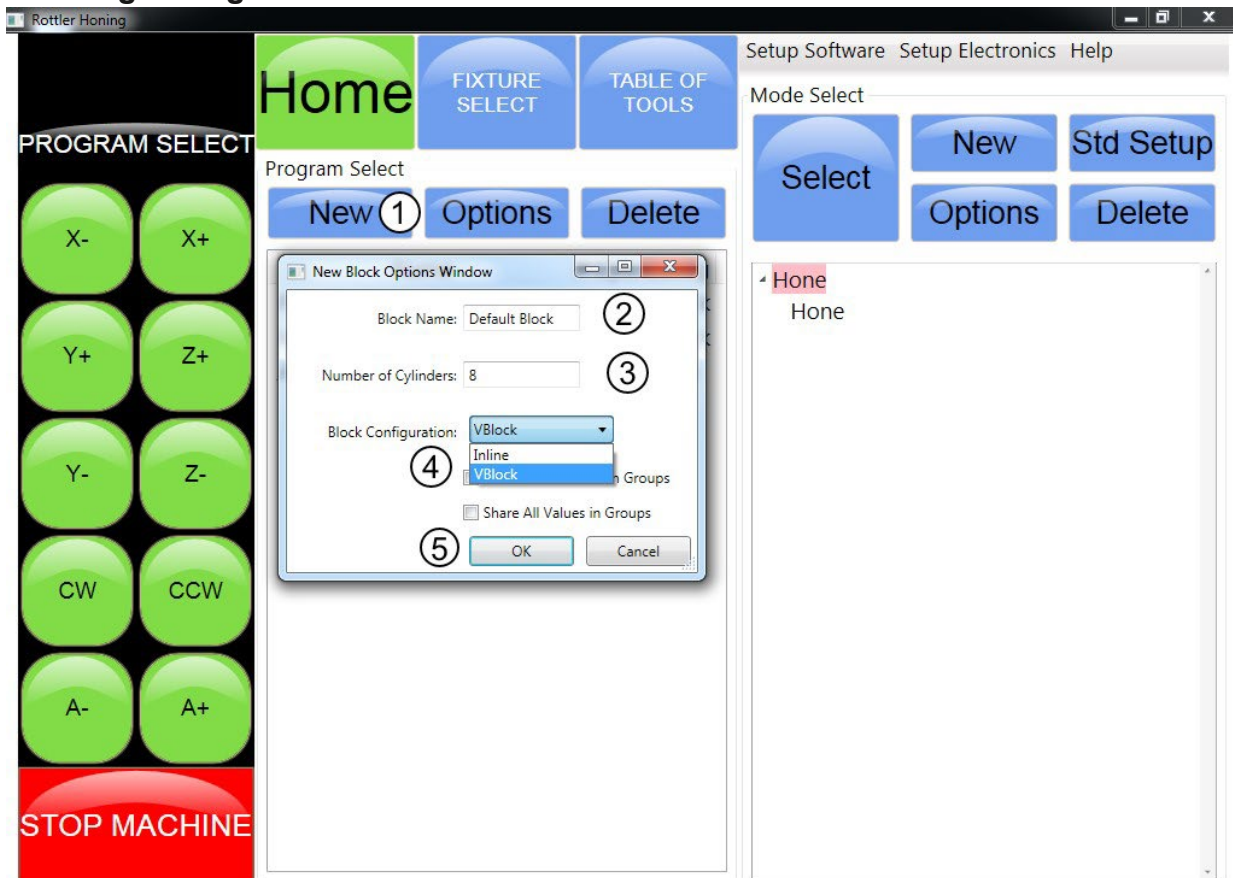 Rottler Honing
PROGRAM SELECT
X-
X+
Y+
Z+
Y-
Z-
CW
CCW
A-
A+
STOP MACHINE
Home
FIXTURE
SELECT
TABLE OF
TOOLS
Program Select
New 1 Options Delete
New Block Options Window
Block Name: Default Block 2
Number of Cylinders: 8 3
Block Configuration: VBlock
Inline
4 VBlock Groups
Share All Values in Groups
5 OK Cancel
Setup Software Setup Electronics Help
Mode Select
Select
New
Std Setup
Options
Delete
Hone
Hone